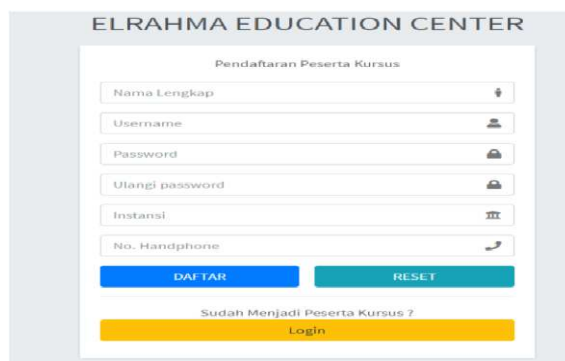 ELRAHMA EDUCATION CENTER
Pendaftaran Peserta Kursus
Nama Lengkap
Username
Password
Ulangi password
Instansi
No. Handphone
DAFTAR RESET
Sudah Menjadi Peserta Kursus ?
Login